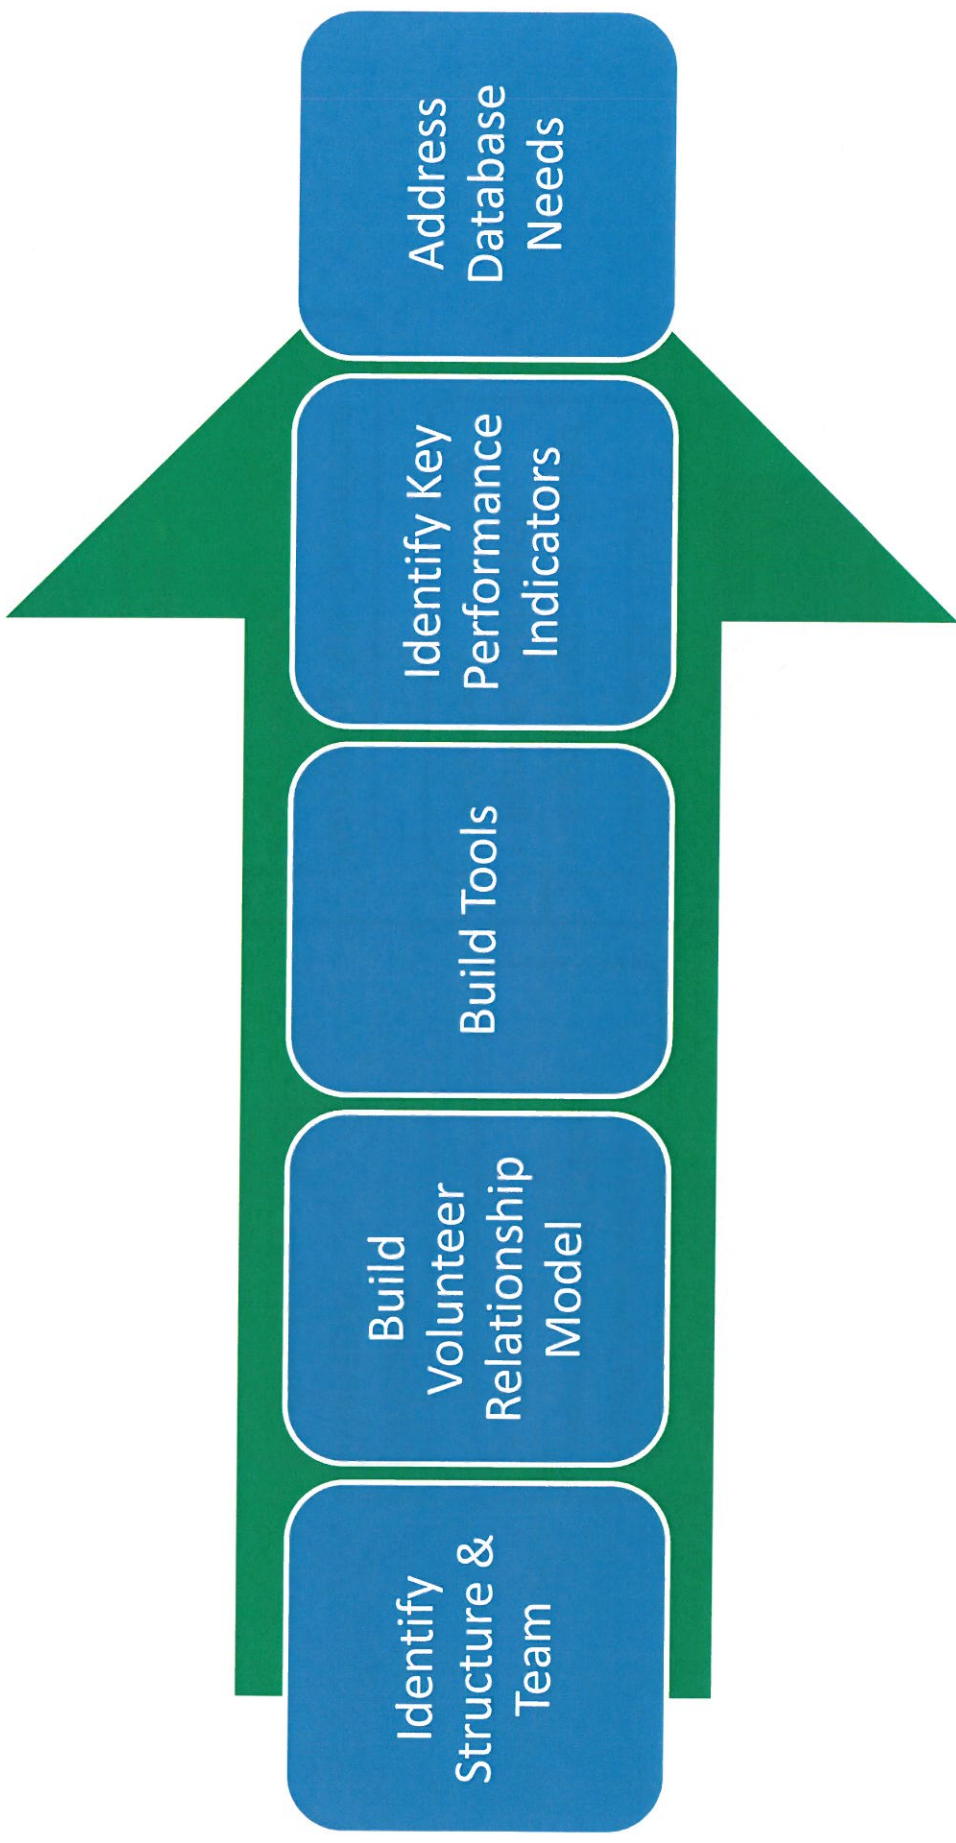 Identify
Structure &
Team
Build
Volunteer
Relationship
Model
Build Tools
Identify Key
Performance
Indicators
Address
Database
Needs